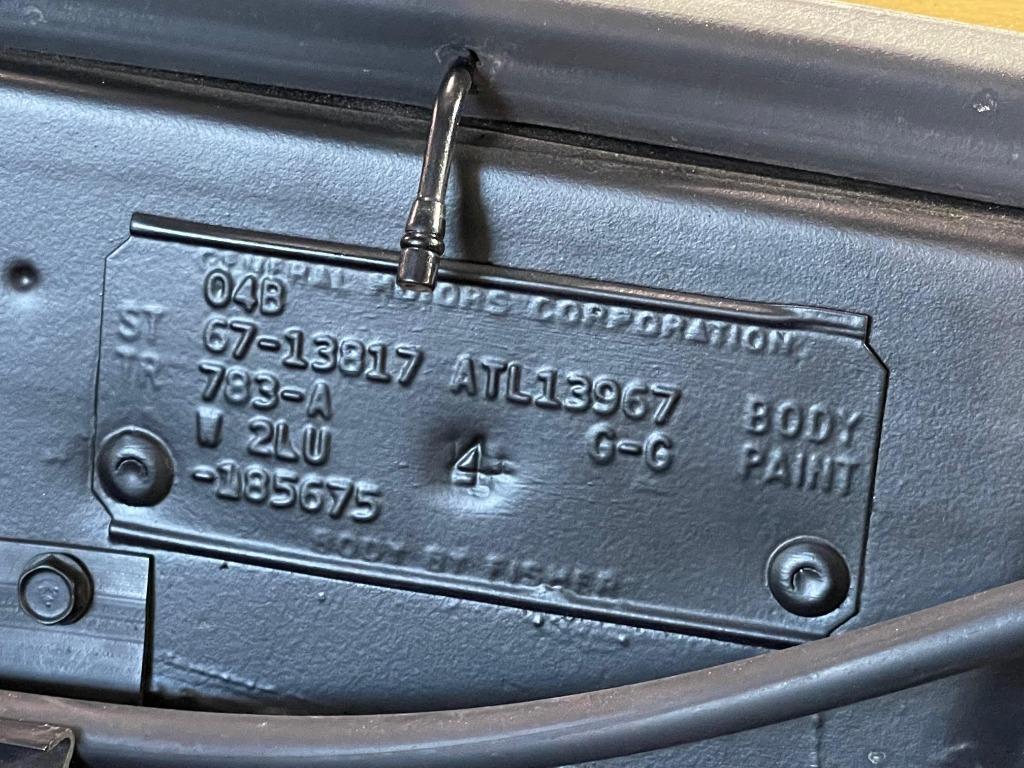 GENERAL MOTORS CORPORATION
04B
ST 67-13817 ATL13967 BODY
TR 783-A G-G PAINT
W 2LU 4
-185675
BODY BY FISHER